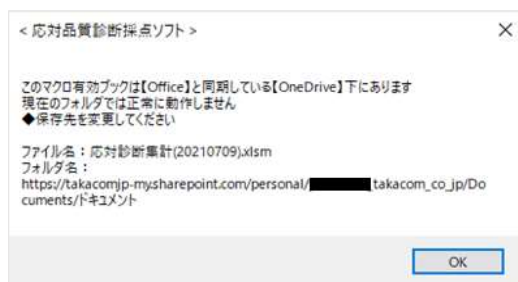 < 応対品質診断採点ソフト >
このマクロ有効ブックは【Office】と同期している【OneDrive】下にあります
現在のフォルダでは正常に動作しません
◆保存先を変更してください
ファイル名：応対診断集計(20210709).xlsm
フォルダ名：
https://takacomjp-my.sharepoint.com/personal/ takacom_co_jp/Do
cuments/ドキュメント
OK